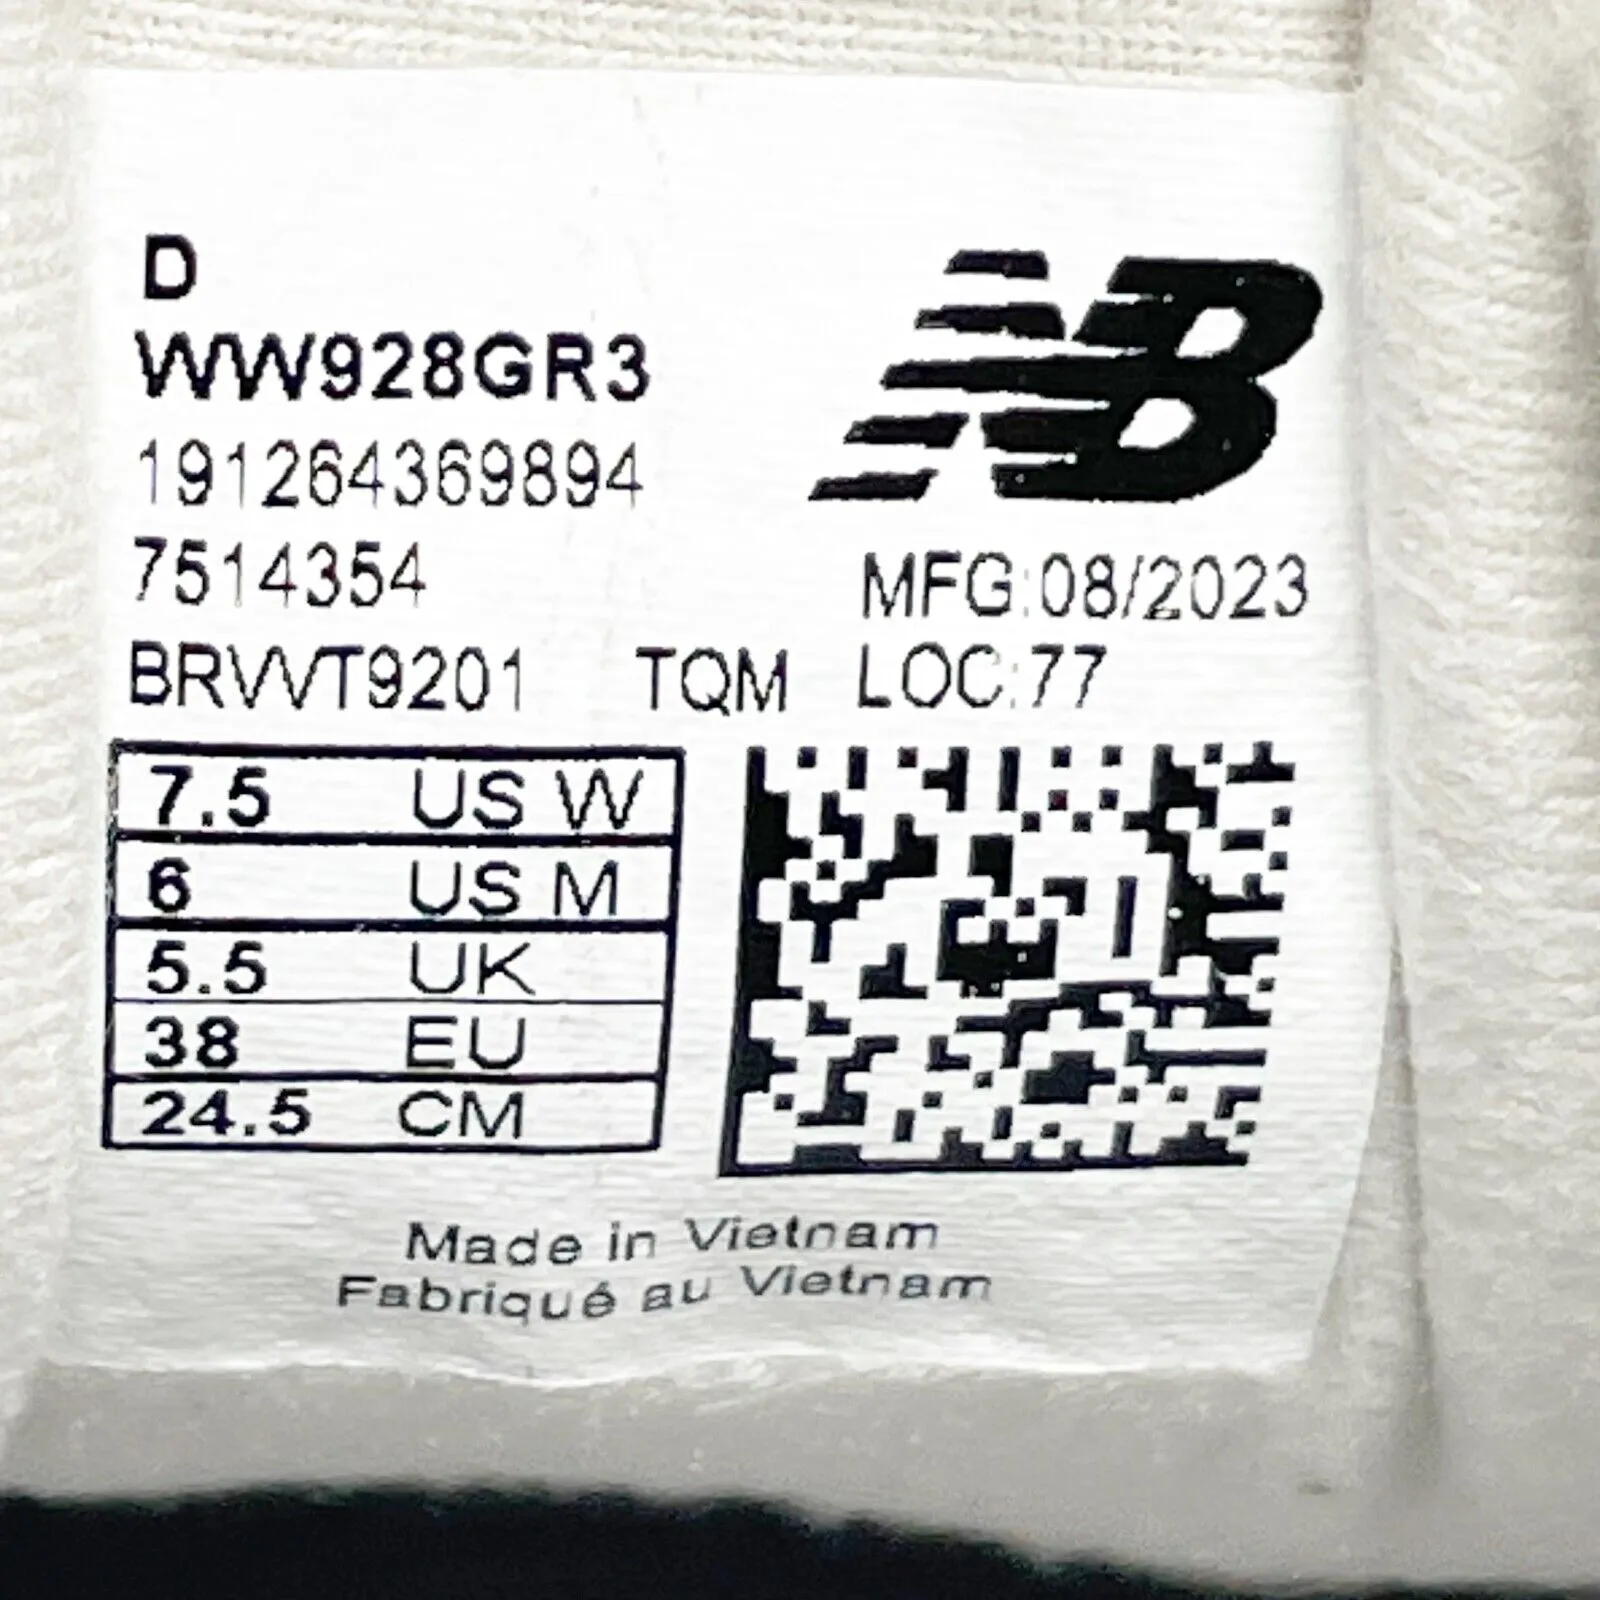 D
WW928GR3
191264369894
7514354
MFG:08/2023
BRVVT9201 TQM LOC:77
7.5 US W
6 US M
5.5 UK
38 EU
24.5 CM
Made in Vietnam
Fabriqué au Vietnam
NB